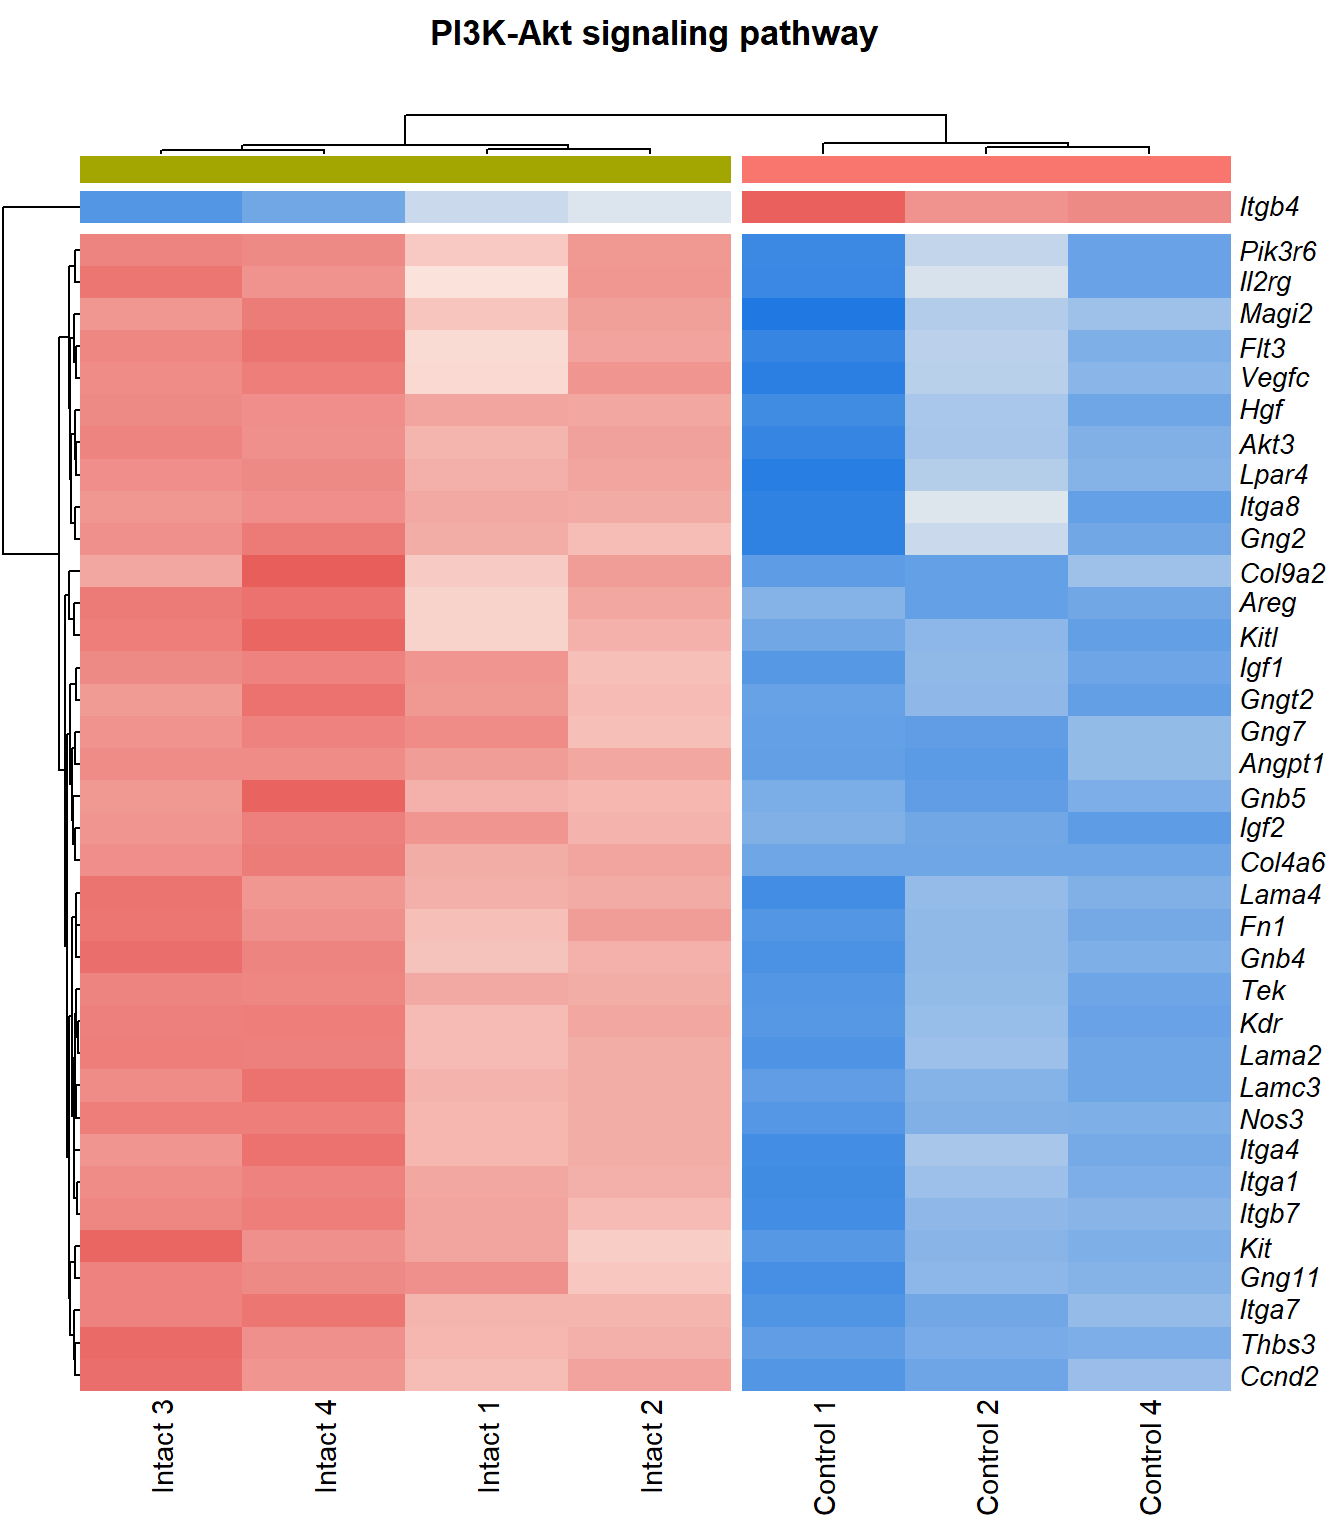 PI3K-Akt signaling pathway
Itgb4
Pik3r6
Il2rg
Magi2
Flt3
Vegfc
Hgf
Akt3
Lpar4
Itga8
Gng2
Col9a2
Areg
Kitl
Igf1
Gngt2
Gng7
Angpt1
Gnb5
Igf2
Col4a6
Lama4
Fn1
Gnb4
Tek
Kdr
Lama2
Lamc3
Nos3
Itga4
Itga1
Itgb7
Kit
Gng11
Itga7
Thbs3
Ccnd2
Intact 3
Intact 4
Intact 1
Intact 2
Control 1
Control 2
Control 4